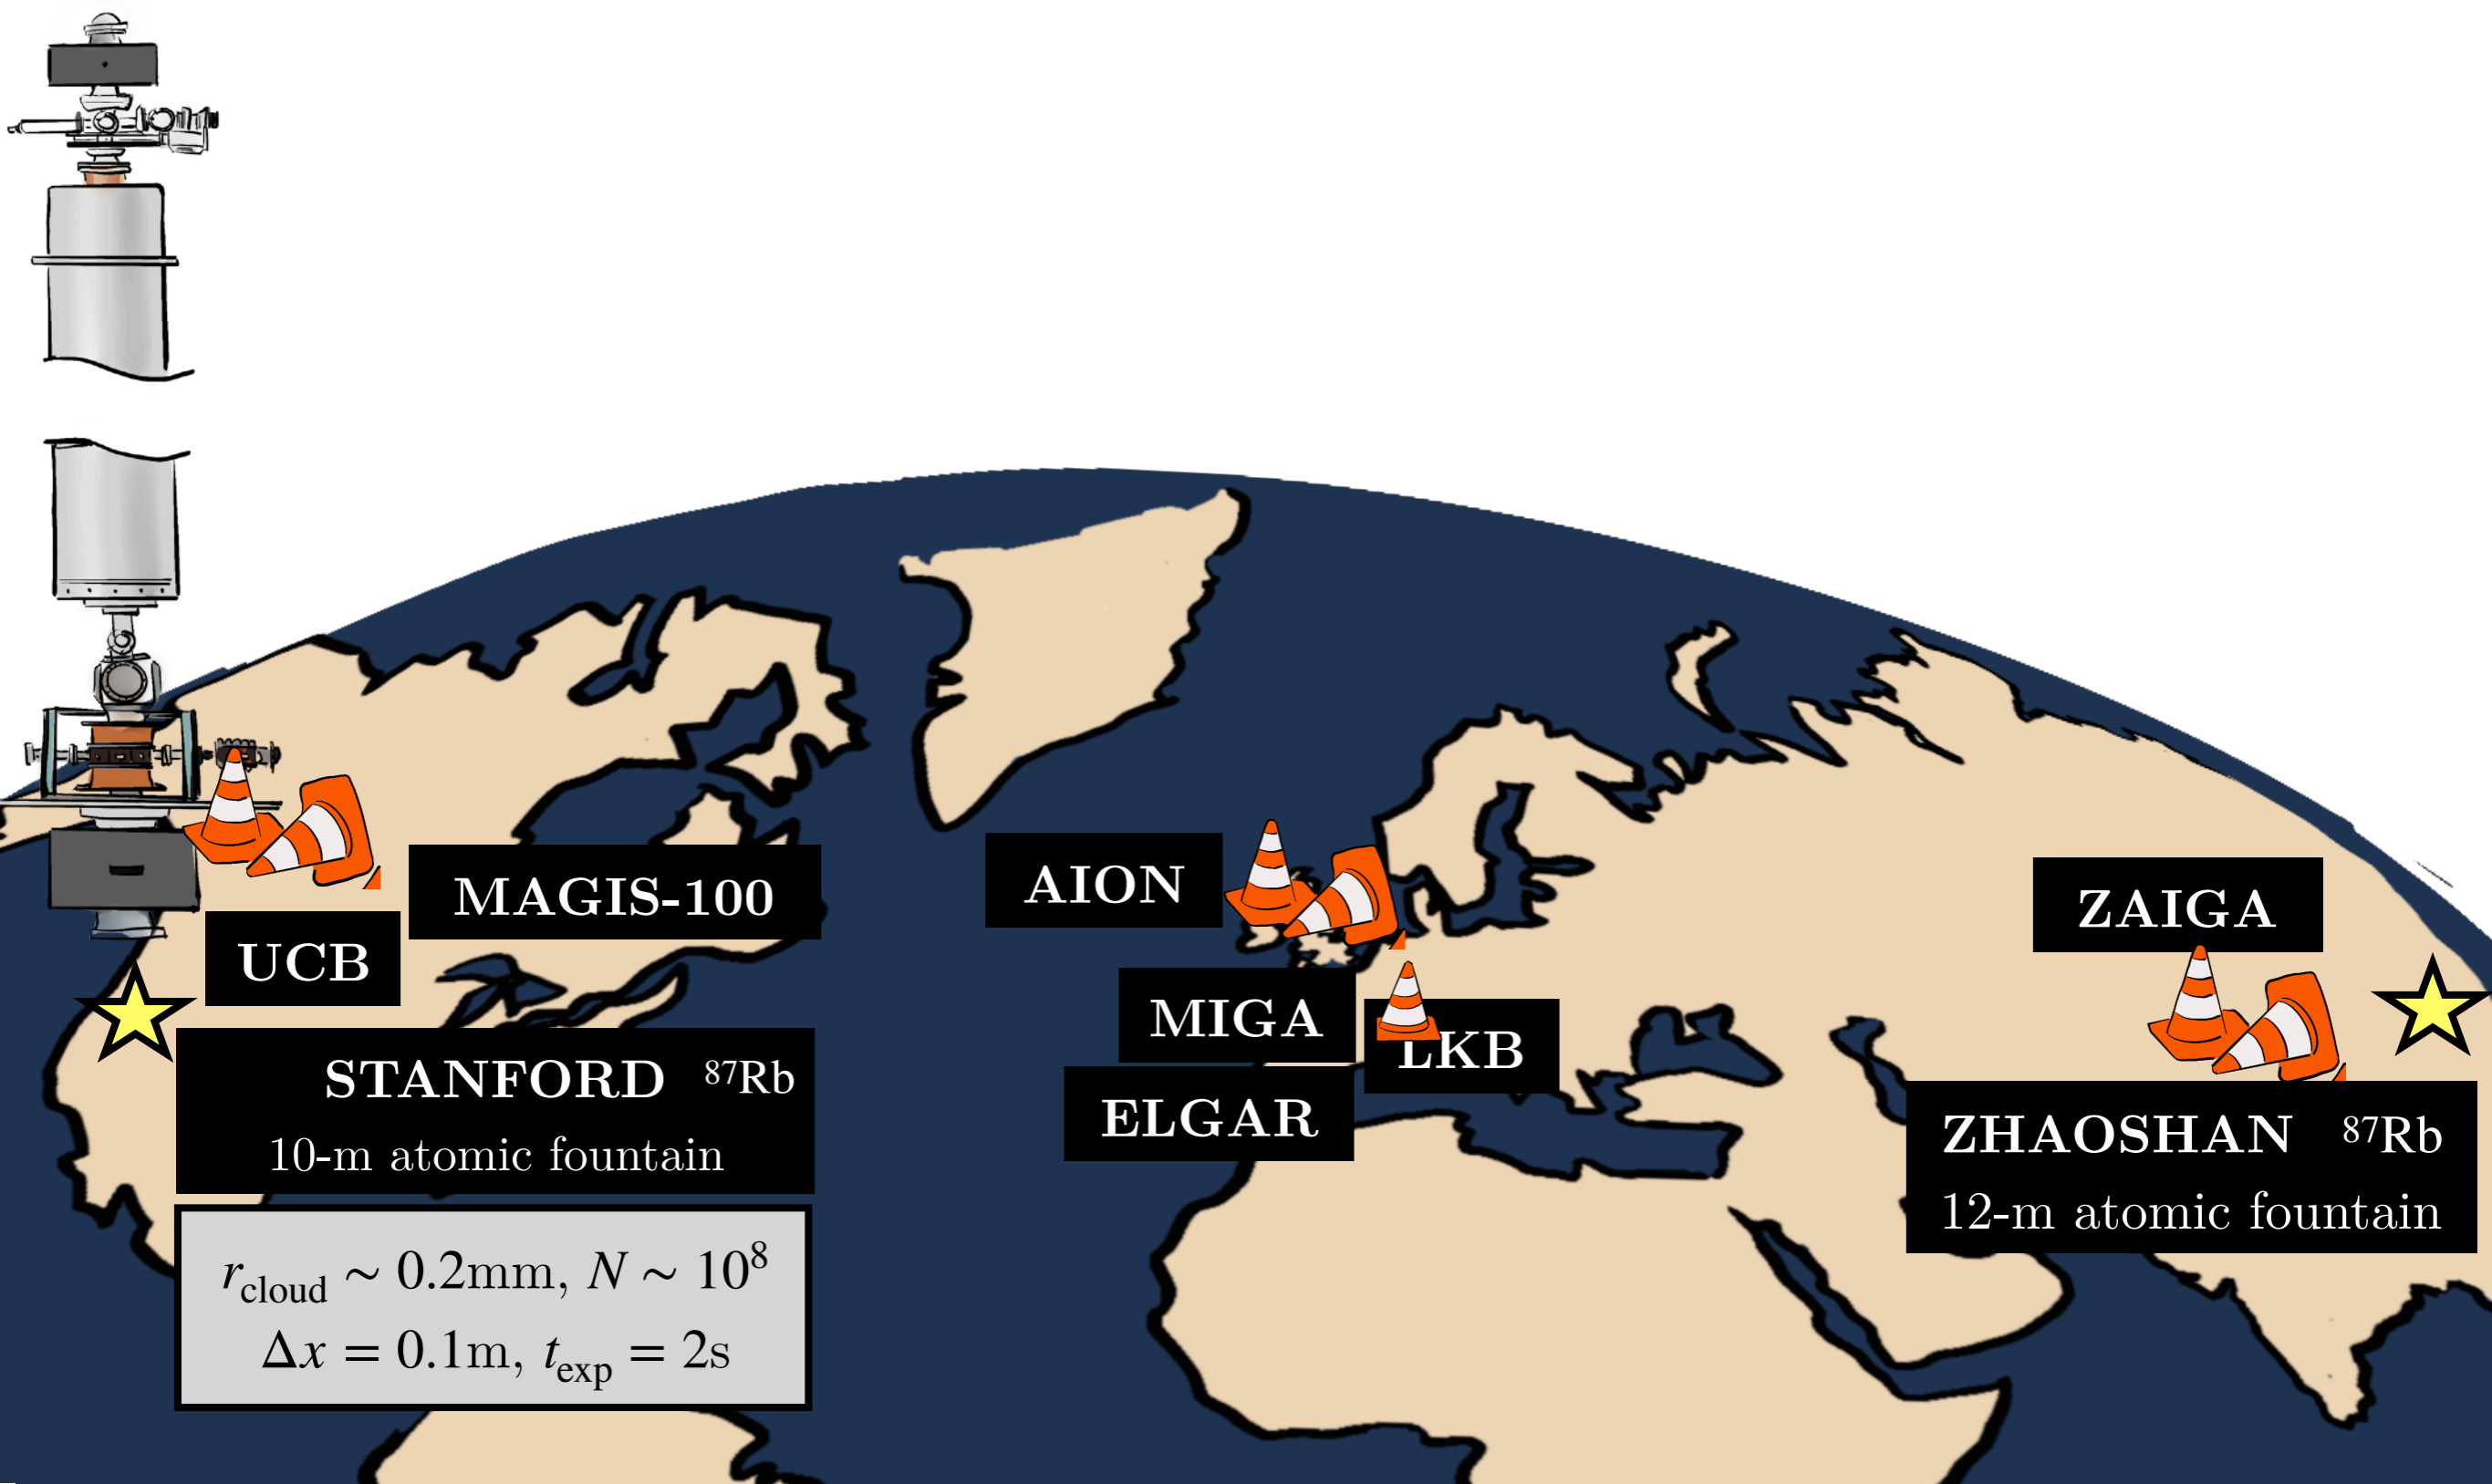 MAGIS-100
UCB
STANFORD ⁸⁷Rb
10-m atomic fountain
r_cloud ∼ 0.2mm, N ∼ 10⁸
Δx = 0.1m, t_exp = 2s
AION
MIGA
LKB
ELGAR
ZAIGA
ZHAOSHAN ⁸⁷Rb
12-m atomic fountain